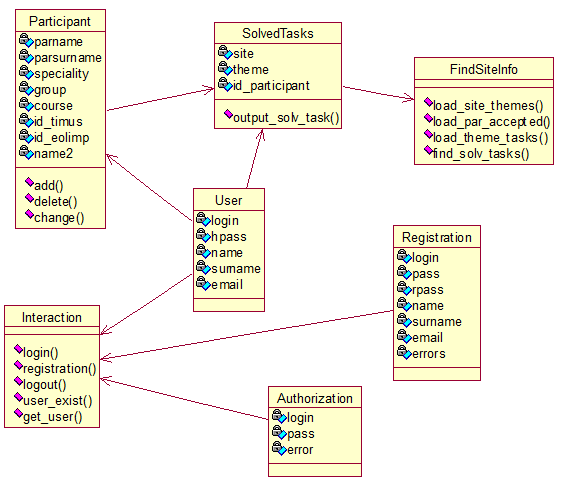 Participant
parname
parsurname
speciality
group
course
id_timus
id_eolimp
name2
add()
delete()
change()
SolvedTasks
site
theme
id_participant
output_solv_task()
FindSiteInfo
load_site_themes()
load_par_accepted()
load_theme_tasks()
find_solv_tasks()
User
login
hpass
name
surname
email
Registration
login
pass
rpass
name
surname
email
errors
Interaction
login()
registration()
logout()
user_exist()
get_user()
Authorization
login
pass
error